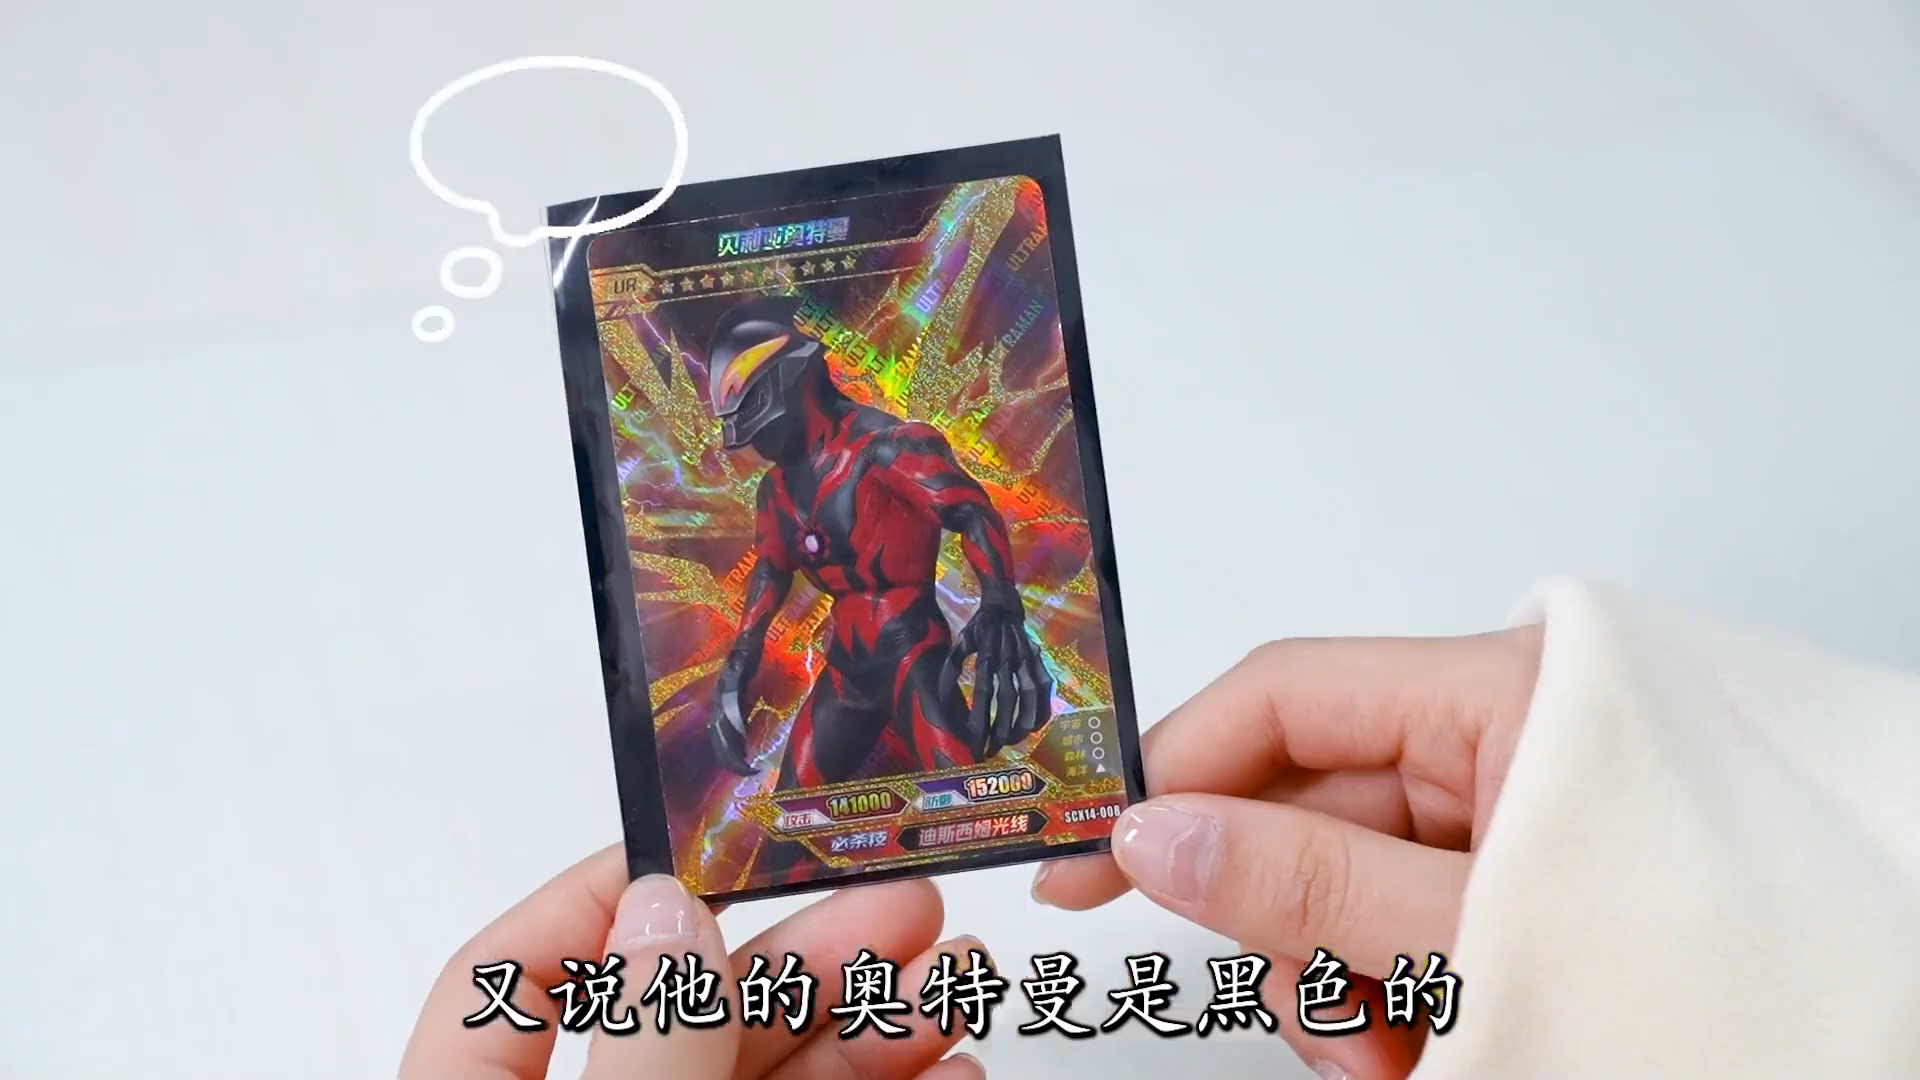 贝利亚奥特曼
UR
ULTRAMAN
宇宙
城市
森林
海洋
攻击 141000
防御 152000
必杀技 迪斯西姆光线
SCX14-008
又说他的奥特曼是黑色的